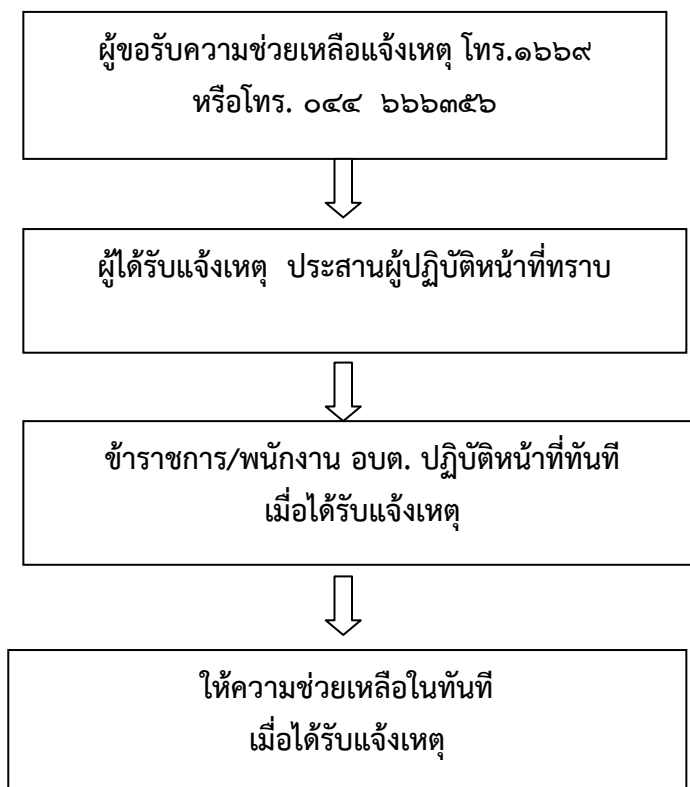 ผู้ขอรับความช่วยเหลือแจ้งเหตุ โทร.๑๖๖๙
หรือโทร. ๐๔๔ ๖๖๖๓๕๖
ผู้ได้รับแจ้งเหตุ ประสานผู้ปฏิบัติหน้าที่ทราบ
ข้าราชการ/พนักงาน อบต. ปฏิบัติหน้าที่ทันที
เมื่อได้รับแจ้งเหตุ
ให้ความช่วยเหลือในทันที
เมื่อได้รับแจ้งเหตุ